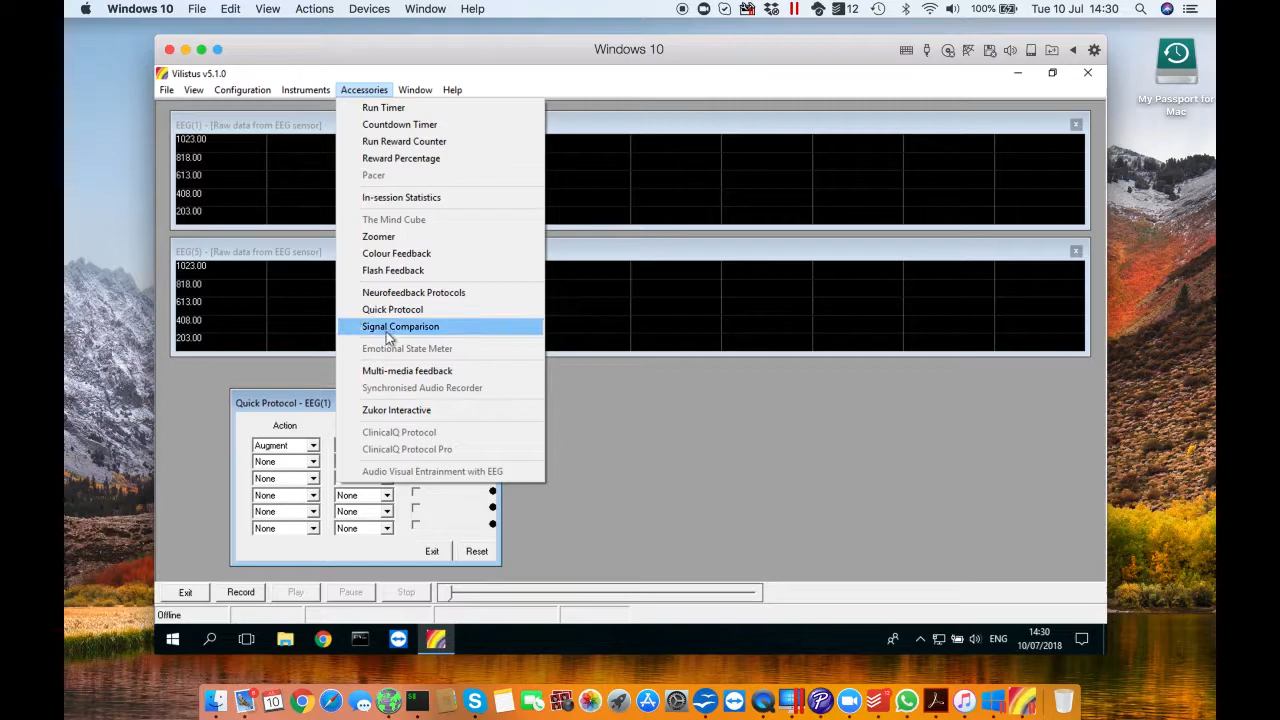 Windows 10 File Edit View Actions Devices Window Help 12 100% Tue 10 Jul 14:30
Windows 10
Vilistus v5.1.0
File View Configuration Instruments Accessories Window Help
My Passport for
Mac
EEG(1) - [Raw data from EEG sensor]
1023.00
818.00
613.00
408.00
203.00
EEG(5) - [Raw data from EEG sensor]
1023.00
818.00
613.00
408.00
203.00
Run Timer
Countdown Timer
Run Reward Counter
Reward Percentage
Pacer
In-session Statistics
The Mind Cube
Zoomer
Colour Feedback
Flash Feedback
Neurofeedback Protocols
Quick Protocol
Signal Comparison
Emotional State Meter
Multi-media feedback
Synchronised Audio Recorder
Zukor Interactive
ClinicalQ Protocol
ClinicalQ Protocol Pro
Audio Visual Entrainment with EEG
Quick Protocol - EEG(1)
Action
Augment
None
None
None None
None None
None None
Exit Reset
Exit Record Play Pause Stop
Offline
ENG 14:30
10/07/2018